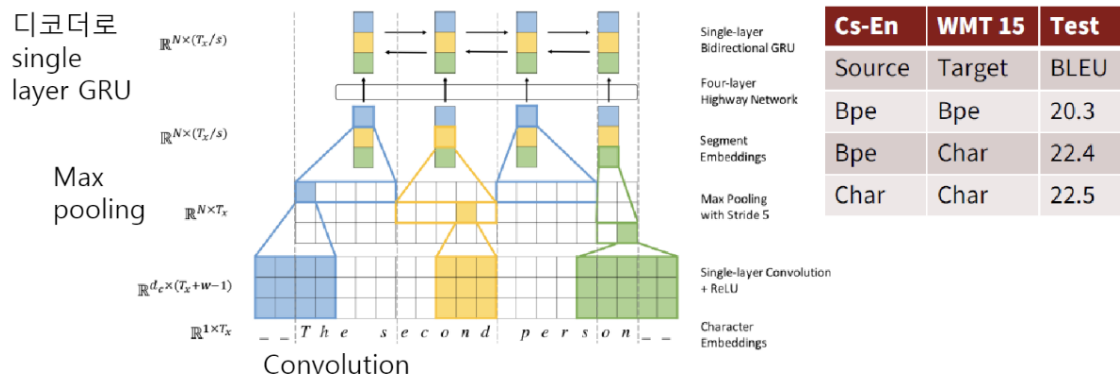 디코더로
single
layer GRU
Max
pooling
Convolution
ℝ^{N×(T_x/s)}
ℝ^{N×(T_x/s)}
ℝ^{N×T_x}
ℝ^{d_c×(T_x+w−1)}
ℝ^{1×T_x}
_ _ T h e s e c o n d p e r s o n _ _
Single-layer
Bidirectional GRU
Four-layer
Highway Network
Segment
Embeddings
Max Pooling
with Stride 5
Single-layer Convolution
+ ReLU
Character
Embeddings
Cs-En WMT 15 Test
Source Target BLEU
Bpe Bpe 20.3
Bpe Char 22.4
Char Char 22.5